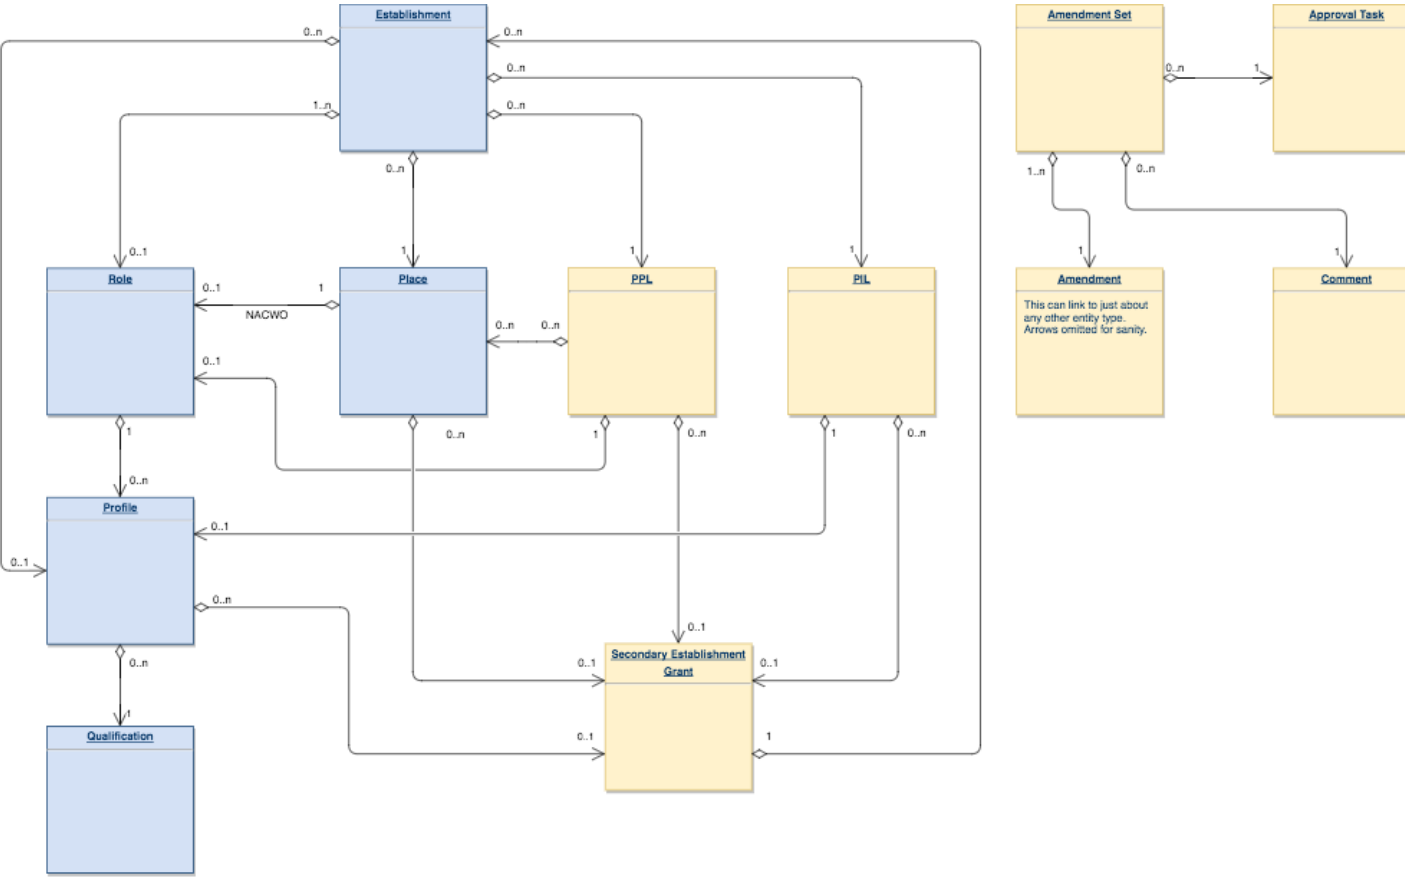 Establishment
Amendment Set
Approval Task
0..n
0..n
0..n
0..n
1
1..n
0..n
0..n
1..n
0..n
0..1
1
1
1
1
1
Role
Place
PPL
PIL
Amendment
Comment
0..1
1
NACWO
0..n
0..n
This can link to just about
any other entity type.
Arrows omitted for sanity.
0..1
1
0..n
1
0..n
1
0..n
0..n
Profile
0..1
0..1
0..n
0..1
0..n
Secondary Establishment
Grant
0..1
0..1
1
Qualification
0..1
1